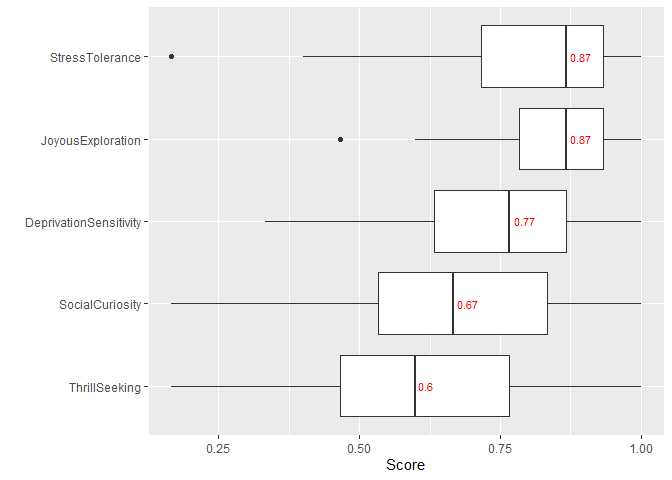 StressTolerance
0.87
JoyousExploration
0.87
DeprivationSensitivity
0.77
SocialCuriosity
0.67
ThrillSeeking
0.6
0.25 0.50 0.75 1.00
Score